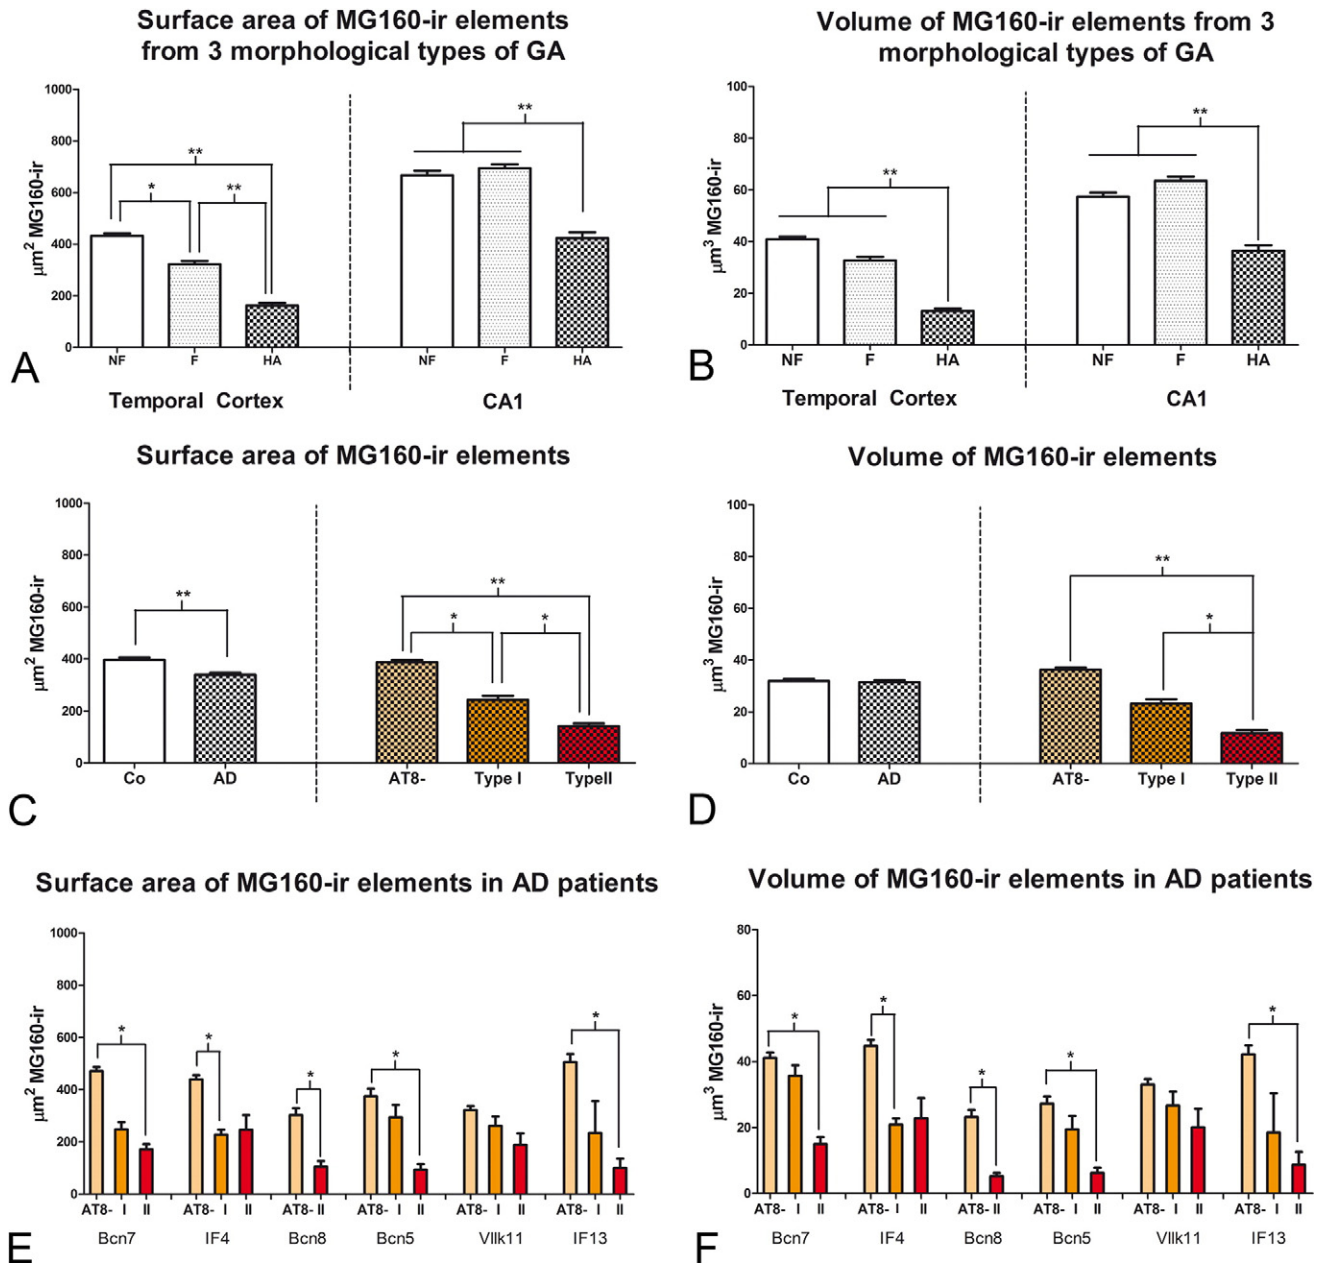 Surface area of MG160-ir elements
from 3 morphological types of GA
1000
800
600
400
200
0
μm² MG160-ir
**
*
**
**
NF F HA NF F HA
Temporal Cortex CA1
A
Volume of MG160-ir elements from 3
morphological types of GA
100
80
60
40
20
0
μm³ MG160-ir
**
**
NF F HA NF F HA
Temporal Cortex CA1
B
Surface area of MG160-ir elements
1000
800
600
400
200
0
μm² MG160-ir
**
**
*
*
Co AD AT8- Type I TypeII
C
Volume of MG160-ir elements
100
80
60
40
20
0
μm³ MG160-ir
**
*
Co AD AT8- Type I Type II
D
Surface area of MG160-ir elements in AD patients
1000
800
600
400
200
0
μm² MG160-ir
*
*
*
*
*
AT8- I II AT8- I II AT8- II AT8- I II AT8- I II AT8- I II
Bcn7 IF4 Bcn8 Bcn5 Vllk11 IF13
E
Volume of MG160-ir elements in AD patients
80
60
40
20
0
μm³ MG160-ir
*
*
*
*
*
AT8- I II AT8- I II AT8- II AT8- I II AT8- I II AT8- I II
Bcn7 IF4 Bcn8 Bcn5 Vllk11 IF13
F